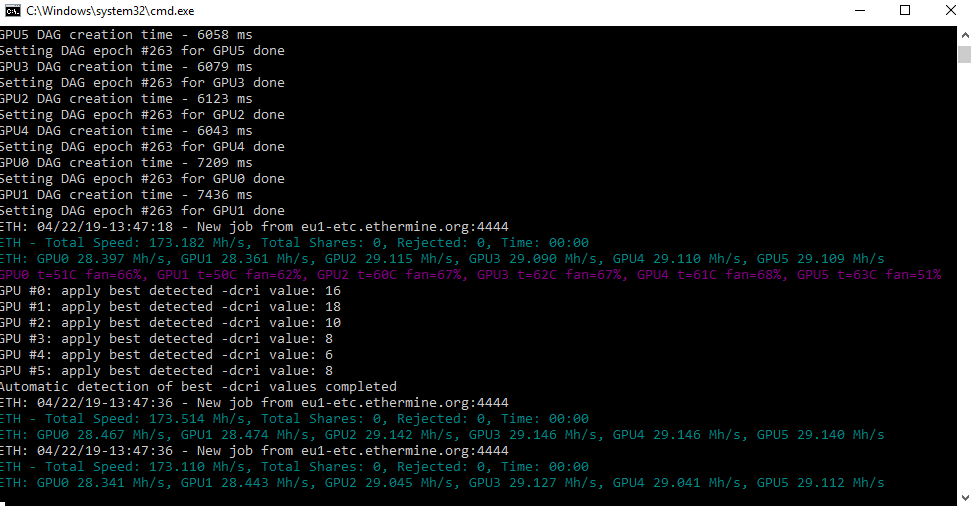 C:\Windows\system32\cmd.exe
GPU5 DAG creation time - 6058 ms
Setting DAG epoch #263 for GPU5 done
GPU3 DAG creation time - 6079 ms
Setting DAG epoch #263 for GPU3 done
GPU2 DAG creation time - 6123 ms
Setting DAG epoch #263 for GPU2 done
GPU4 DAG creation time - 6043 ms
Setting DAG epoch #263 for GPU4 done
GPU0 DAG creation time - 7209 ms
Setting DAG epoch #263 for GPU0 done
GPU1 DAG creation time - 7436 ms
Setting DAG epoch #263 for GPU1 done
ETH: 04/22/19-13:47:18 - New job from eu1-etc.ethermine.org:4444
ETH - Total Speed: 173.182 Mh/s, Total Shares: 0, Rejected: 0, Time: 00:00
ETH: GPU0 28.397 Mh/s, GPU1 28.361 Mh/s, GPU2 29.115 Mh/s, GPU3 29.090 Mh/s, GPU4 29.110 Mh/s, GPU5 29.109 Mh/s
GPU0 t=51C fan=66%, GPU1 t=50C fan=62%, GPU2 t=60C fan=67%, GPU3 t=62C fan=67%, GPU4 t=61C fan=68%, GPU5 t=63C fan=51%
GPU #0: apply best detected -dcri value: 16
GPU #1: apply best detected -dcri value: 18
GPU #2: apply best detected -dcri value: 10
GPU #3: apply best detected -dcri value: 8
GPU #4: apply best detected -dcri value: 6
GPU #5: apply best detected -dcri value: 8
Automatic detection of best -dcri values completed
ETH: 04/22/19-13:47:36 - New job from eu1-etc.ethermine.org:4444
ETH - Total Speed: 173.514 Mh/s, Total Shares: 0, Rejected: 0, Time: 00:00
ETH: GPU0 28.467 Mh/s, GPU1 28.474 Mh/s, GPU2 29.142 Mh/s, GPU3 29.146 Mh/s, GPU4 29.146 Mh/s, GPU5 29.140 Mh/s
ETH: 04/22/19-13:47:36 - New job from eu1-etc.ethermine.org:4444
ETH - Total Speed: 173.110 Mh/s, Total Shares: 0, Rejected: 0, Time: 00:00
ETH: GPU0 28.341 Mh/s, GPU1 28.443 Mh/s, GPU2 29.045 Mh/s, GPU3 29.127 Mh/s, GPU4 29.041 Mh/s, GPU5 29.112 Mh/s